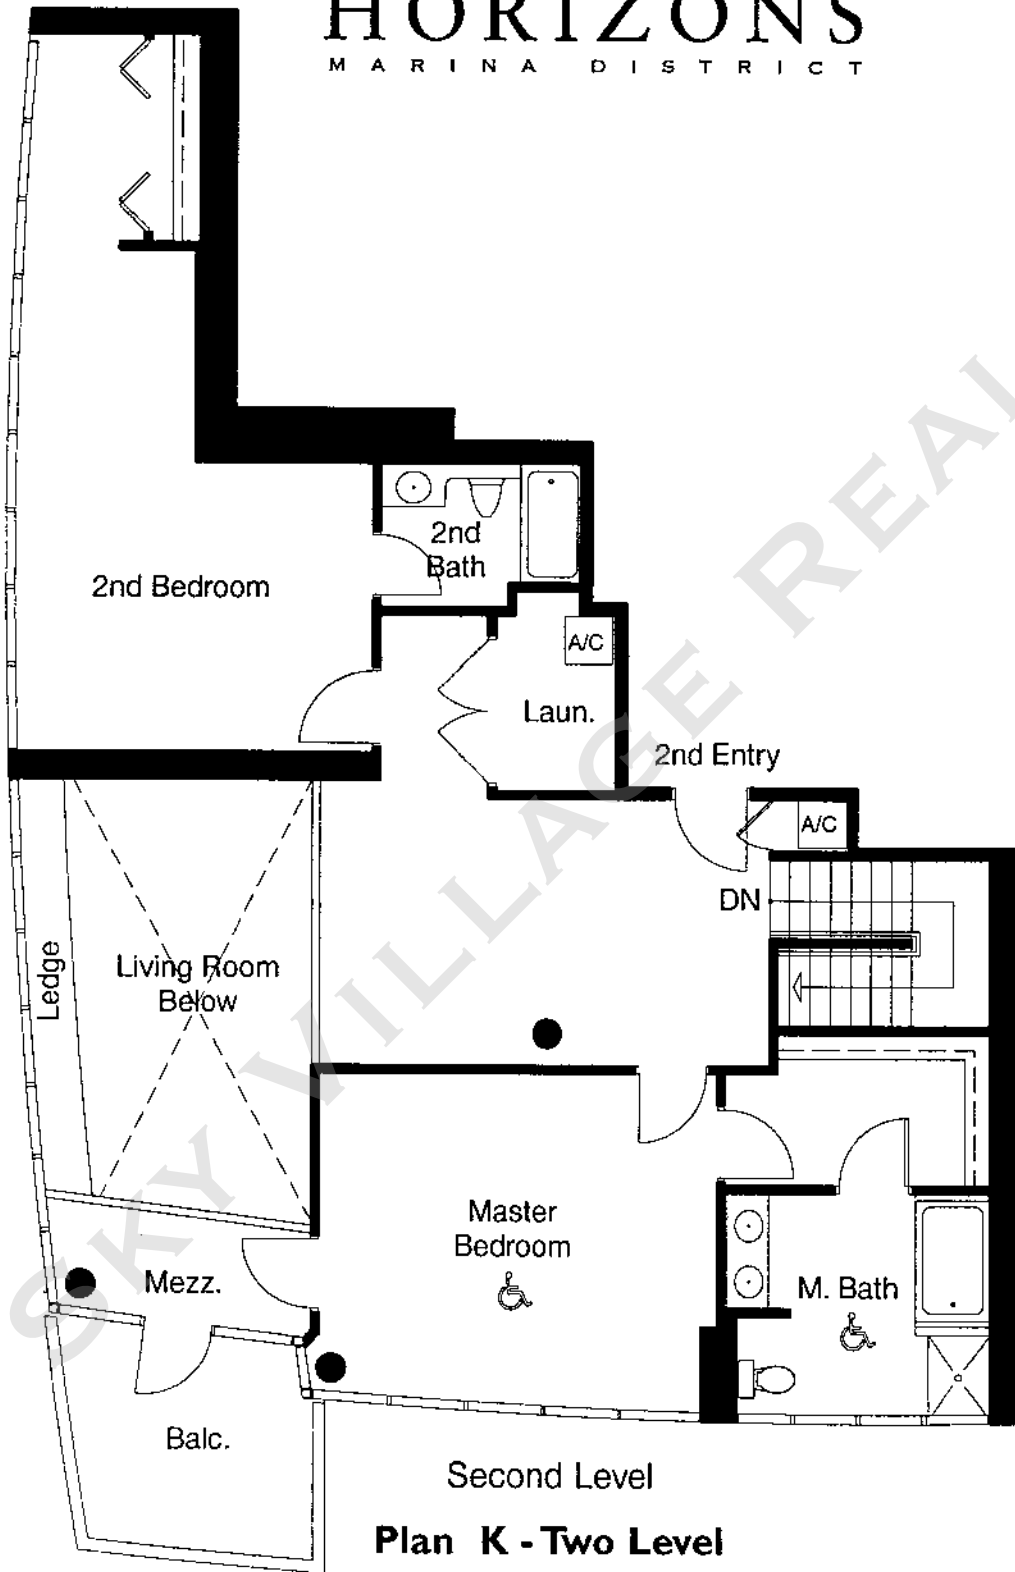 HORIZONS
MARINA DISTRICT
2nd
Bath
2nd Bedroom
A/C
Laun.
2nd Entry
A/C
DN
Ledge
Living Room
Below
Master
Bedroom
Mezz.
M. Bath
Balc.
Second Level
Plan K - Two Level
SKY VILLAGE REAL